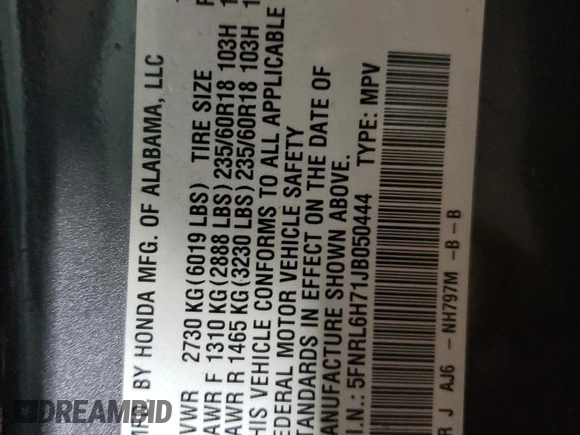 BY HONDA MFG. OF ALABAMA, LLC
VWR 2730 KG(6019 LBS) TIRE SIZE
AWR F 1310 KG(2888 LBS) 235/60R18 103H
AWR R 1465 KG(3230 LBS) 235/60R18 103H
HIS VEHICLE CONFORMS TO ALL APPLICABLE
EDERAL MOTOR VEHICLE SAFETY
TANDARDS IN EFFECT ON THE DATE OF
ANUFACTURE SHOWN ABOVE.
.I.N.: 5FNRL6H71JB050444 TYPE: MPV
R J AJ6 - NH797M -B-B
DREAMBID